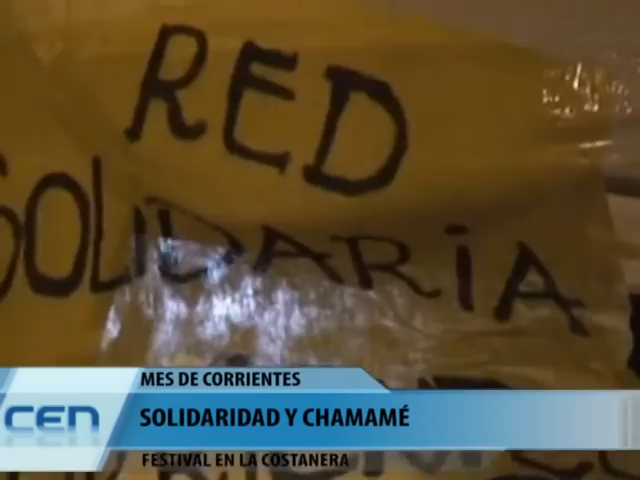 RED
SOLIDARIA
MES DE CORRIENTES
CEN
SOLIDARIDAD Y CHAMAMÉ
FESTIVAL EN LA COSTANERA